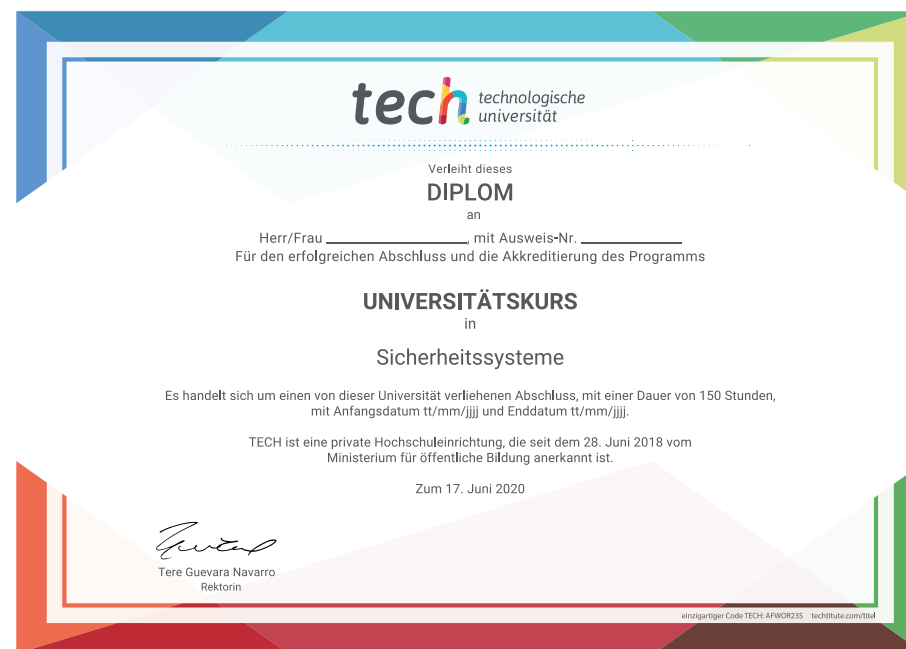 tech technologische
universität
Verleiht dieses
DIPLOM
an
Herr/Frau ____________________, mit Ausweis-Nr. ______________
Für den erfolgreichen Abschluss und die Akkreditierung des Programms
UNIVERSITÄTSKURS
in
Sicherheitssysteme
Es handelt sich um einen von dieser Universität verliehenen Abschluss, mit einer Dauer von 150 Stunden,
mit Anfangsdatum tt/mm/jjjj und Enddatum tt/mm/jjjj.
TECH ist eine private Hochschuleinrichtung, die seit dem 28. Juni 2018 vom
Ministerium für öffentliche Bildung anerkannt ist.
Zum 17. Juni 2020
Tere Guevara Navarro
Rektorin
einzigartiger Code TECH: AFWOR23S techtitute.com/titel